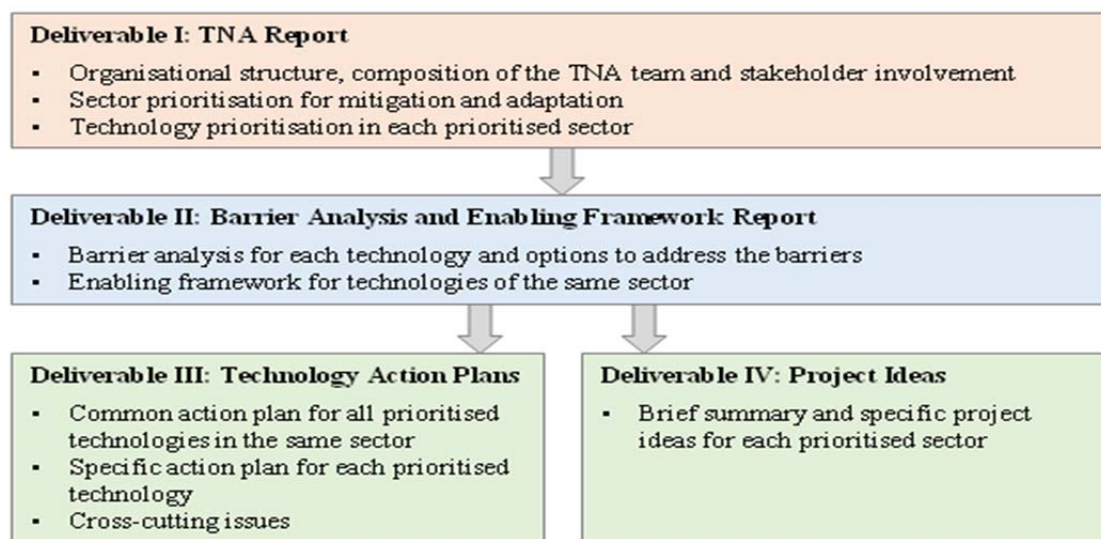 Deliverable I: TNA Report
▪ Organisational structure, composition of the TNA team and stakeholder involvement
▪ Sector prioritisation for mitigation and adaptation
▪ Technology prioritisation in each prioritised sector
Deliverable II: Barrier Analysis and Enabling Framework Report
▪ Barrier analysis for each technology and options to address the barriers
▪ Enabling framework for technologies of the same sector
Deliverable III: Technology Action Plans
▪ Common action plan for all prioritised
technologies in the same sector
▪ Specific action plan for each prioritised
technology
▪ Cross-cutting issues
Deliverable IV: Project Ideas
▪ Brief summary and specific project
ideas for each prioritised sector